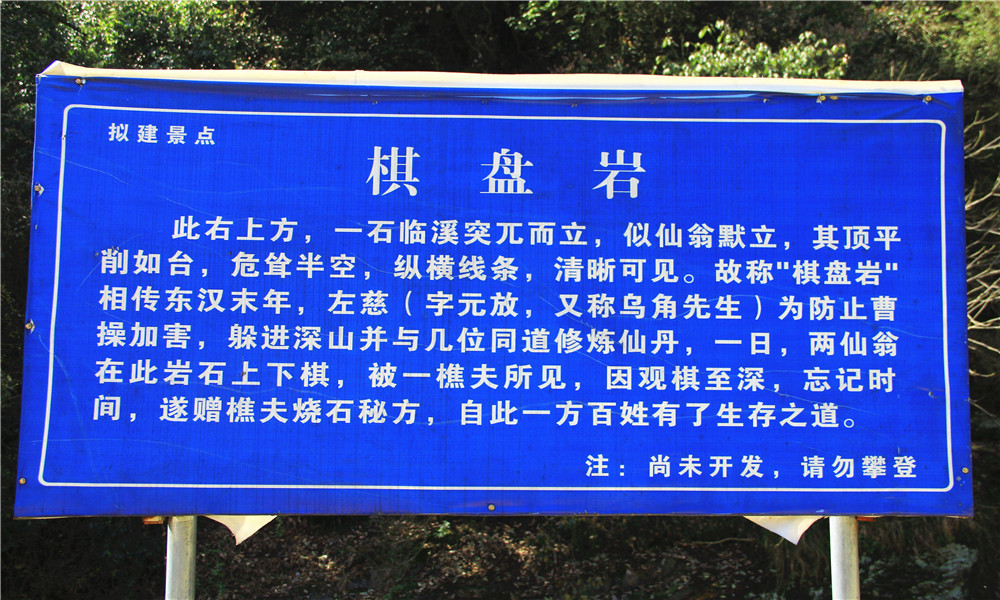 拟建景点
棋盘岩
此右上方，一石临溪突兀而立，似仙翁默立，其顶平
削如台，危耸半空，纵横线条，清晰可见。故称"棋盘岩"
相传东汉末年，左慈（字元放，又称乌角先生）为防止曹
操加害，躲进深山并与几位同道修炼仙丹，一日，两仙翁
在此岩石上下棋，被一樵夫所见，因观棋至深，忘记时
间，遂赠樵夫烧石秘方，自此一方百姓有了生存之道。
注：尚未开发，请勿攀登